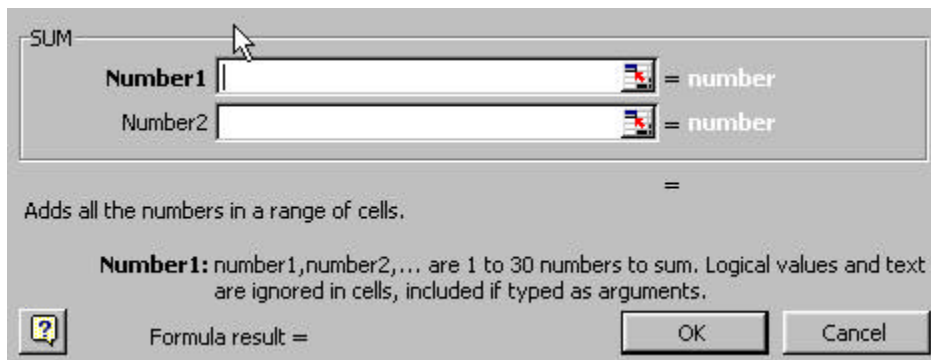 SUM
Number1 = number
Number2 = number
=
Adds all the numbers in a range of cells.
Number1: number1,number2,... are 1 to 30 numbers to sum. Logical values and text
are ignored in cells, included if typed as arguments.
? Formula result = OK Cancel